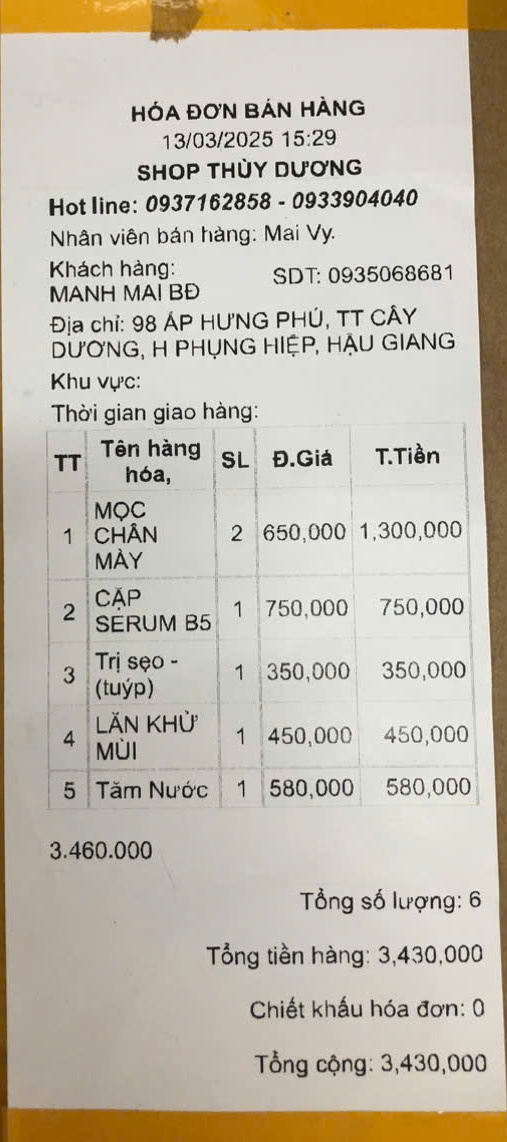 HÓA ĐƠN BÁN HÀNG
13/03/2025 15:29
SHOP THÙY DƯƠNG
Hot line: 0937162858 - 0933904040
Nhân viên bán hàng: Mai Vy.
Khách hàng: SDT: 0935068681
MANH MAI BĐ
Địa chỉ: 98 ÁP HƯNG PHÚ, TT CÂY
DƯƠNG, H PHỤNG HIỆP, HẬU GIANG
Khu vực:
Thời gian giao hàng:
TT Tên hàng hóa, SL Đ.Giá T.Tiền
1 MỌC CHÂN MÀY 2 650,000 1,300,000
2 CẶP SERUM B5 1 750,000 750,000
3 Trị sẹo - (tuýp) 1 350,000 350,000
4 LĂN KHỬ MÙI 1 450,000 450,000
5 Tăm Nước 1 580,000 580,000
3.460.000
Tổng số lượng: 6
Tổng tiền hàng: 3,430,000
Chiết khấu hóa đơn: 0
Tổng cộng: 3,430,000